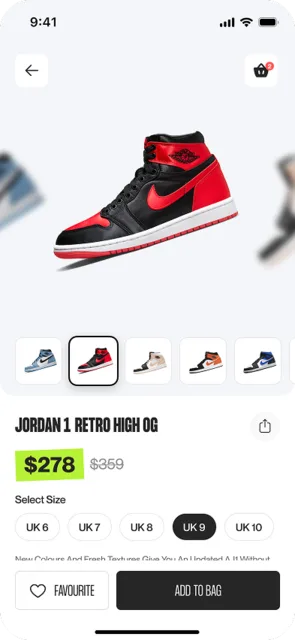 9:41
2
JORDAN 1 RETRO HIGH OG
$278 $359
Select Size
UK 6 UK 7 UK 8 UK 9 UK 10
New Colours And Fresh Textures Give You An Updated AJ1 Without
FAVOURITE ADD TO BAG